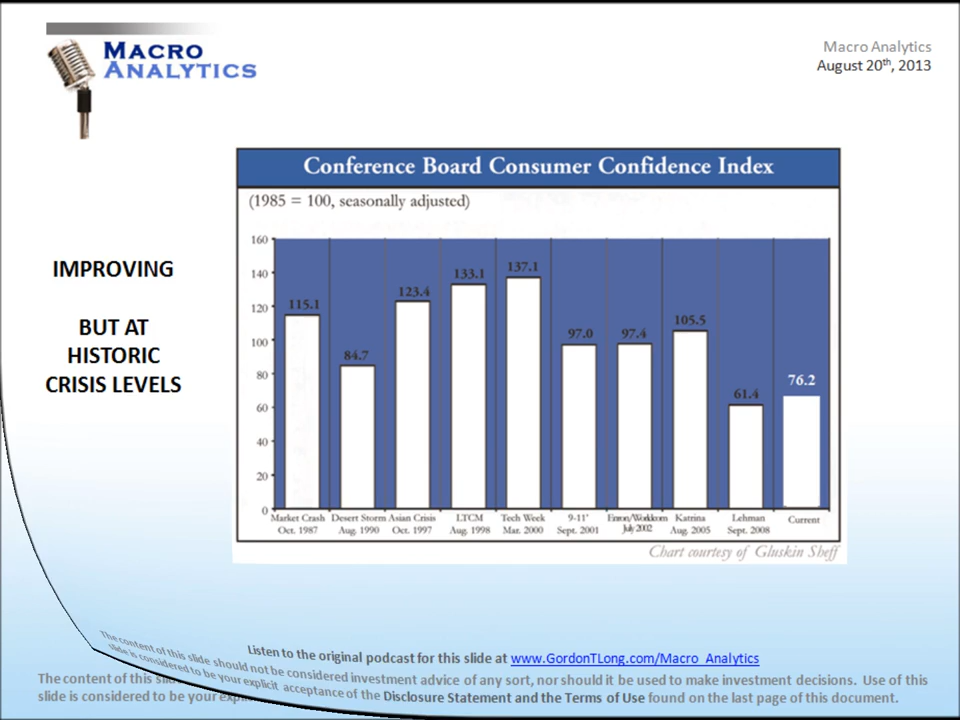 MACRO
ANALYTICS
Macro Analytics
August 20th, 2013
IMPROVING
BUT AT
HISTORIC
CRISIS LEVELS
Conference Board Consumer Confidence Index
(1985 = 100, seasonally adjusted)
160
140
120
100
80
60
40
20
0
115.1
84.7
123.4
133.1
137.1
97.0
97.4
105.5
61.4
76.2
Market Crash
Oct. 1987
Desert Storm
Aug. 1990
Asian Crisis
Oct. 1997
LTCM
Aug. 1998
Tech Week
Mar. 2000
9-11'
Sept. 2001
Enron/Worldcom
July 2002
Katrina
Aug. 2005
Lehman
Sept. 2008
Current
Chart courtesy of Gluskin Sheff
Listen to the original podcast for this slide at www.GordonTLong.com/Macro_Analytics
The content of this slide should not be considered investment advice of any sort, nor should it be used to make investment decisions. Use of this
slide is considered to be your explicit acceptance of the Disclosure Statement and the Terms of Use found on the last page of this document.